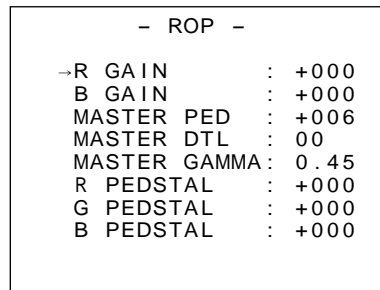 – ROP –
→R GAIN : +000
B GAIN : +000
MASTER PED : +006
MASTER DTL : 00
MASTER GAMMA: 0.45
R PEDSTAL : +000
G PEDSTAL : +000
B PEDSTAL : +000